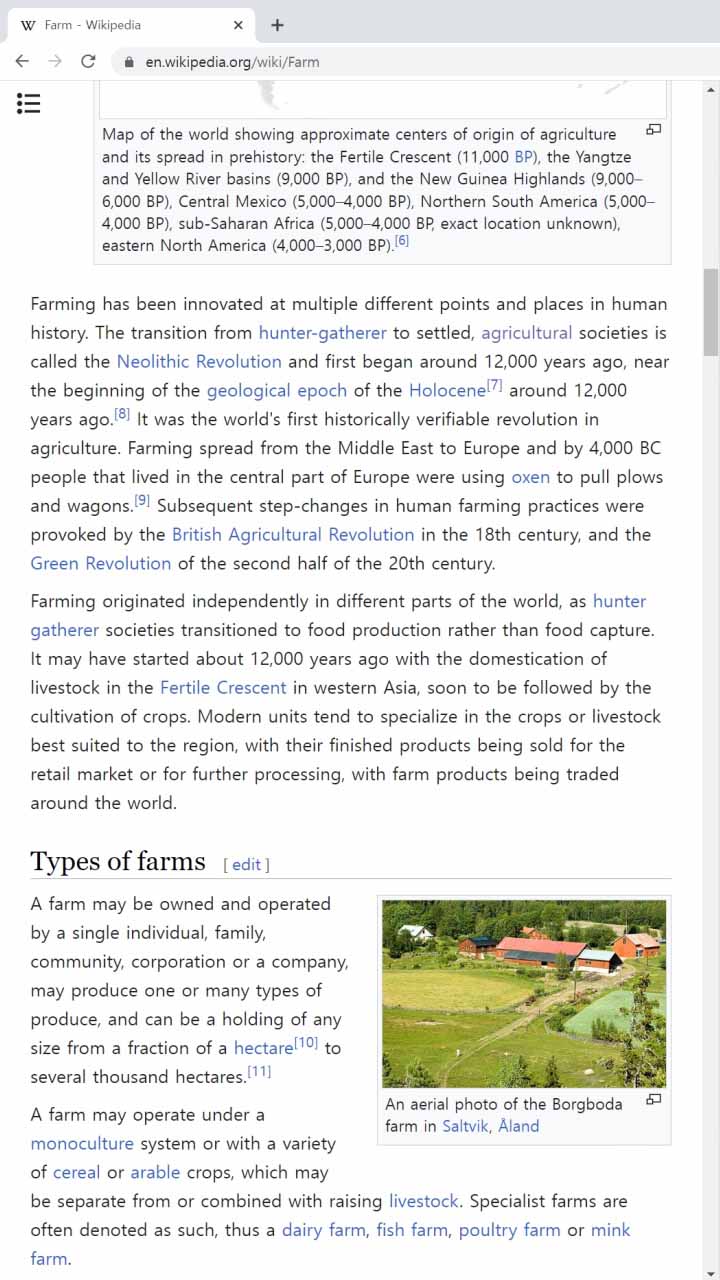 W Farm - Wikipedia × +
en.wikipedia.org/wiki/Farm
Map of the world showing approximate centers of origin of agriculture
and its spread in prehistory: the Fertile Crescent (11,000 BP), the Yangtze
and Yellow River basins (9,000 BP), and the New Guinea Highlands (9,000–
6,000 BP), Central Mexico (5,000–4,000 BP), Northern South America (5,000–
4,000 BP), sub-Saharan Africa (5,000–4,000 BP, exact location unknown),
eastern North America (4,000–3,000 BP).[6]
Farming has been innovated at multiple different points and places in human
history. The transition from hunter-gatherer to settled, agricultural societies is
called the Neolithic Revolution and first began around 12,000 years ago, near
the beginning of the geological epoch of the Holocene[7] around 12,000
years ago.[8] It was the world's first historically verifiable revolution in
agriculture. Farming spread from the Middle East to Europe and by 4,000 BC
people that lived in the central part of Europe were using oxen to pull plows
and wagons.[9] Subsequent step-changes in human farming practices were
provoked by the British Agricultural Revolution in the 18th century, and the
Green Revolution of the second half of the 20th century.
Farming originated independently in different parts of the world, as hunter
gatherer societies transitioned to food production rather than food capture.
It may have started about 12,000 years ago with the domestication of
livestock in the Fertile Crescent in western Asia, soon to be followed by the
cultivation of crops. Modern units tend to specialize in the crops or livestock
best suited to the region, with their finished products being sold for the
retail market or for further processing, with farm products being traded
around the world.
Types of farms [ edit ]
A farm may be owned and operated
by a single individual, family,
community, corporation or a company,
may produce one or many types of
produce, and can be a holding of any
size from a fraction of a hectare[10] to
several thousand hectares.[11]
An aerial photo of the Borgboda
farm in Saltvik, Åland
A farm may operate under a
monoculture system or with a variety
of cereal or arable crops, which may
be separate from or combined with raising livestock. Specialist farms are
often denoted as such, thus a dairy farm, fish farm, poultry farm or mink
farm.